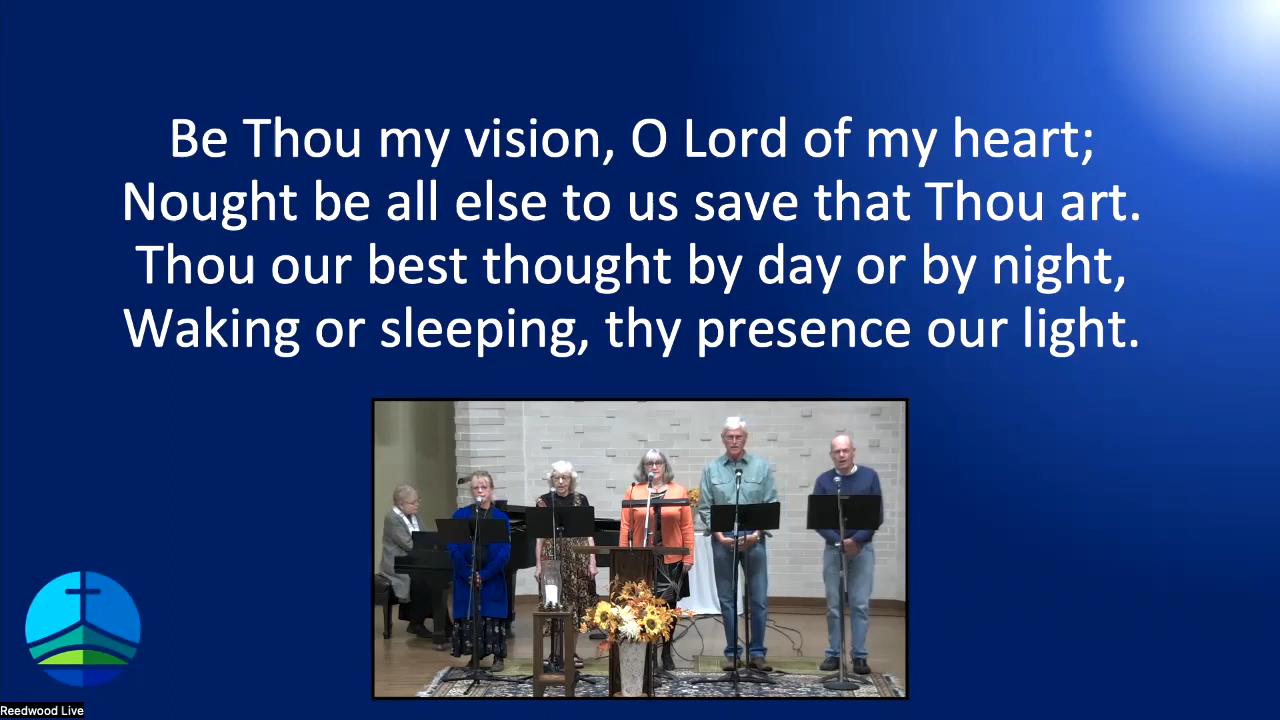 Be Thou my vision, O Lord of my heart;
Nought be all else to us save that Thou art.
Thou our best thought by day or by night,
Waking or sleeping, thy presence our light.
Reedwood Live